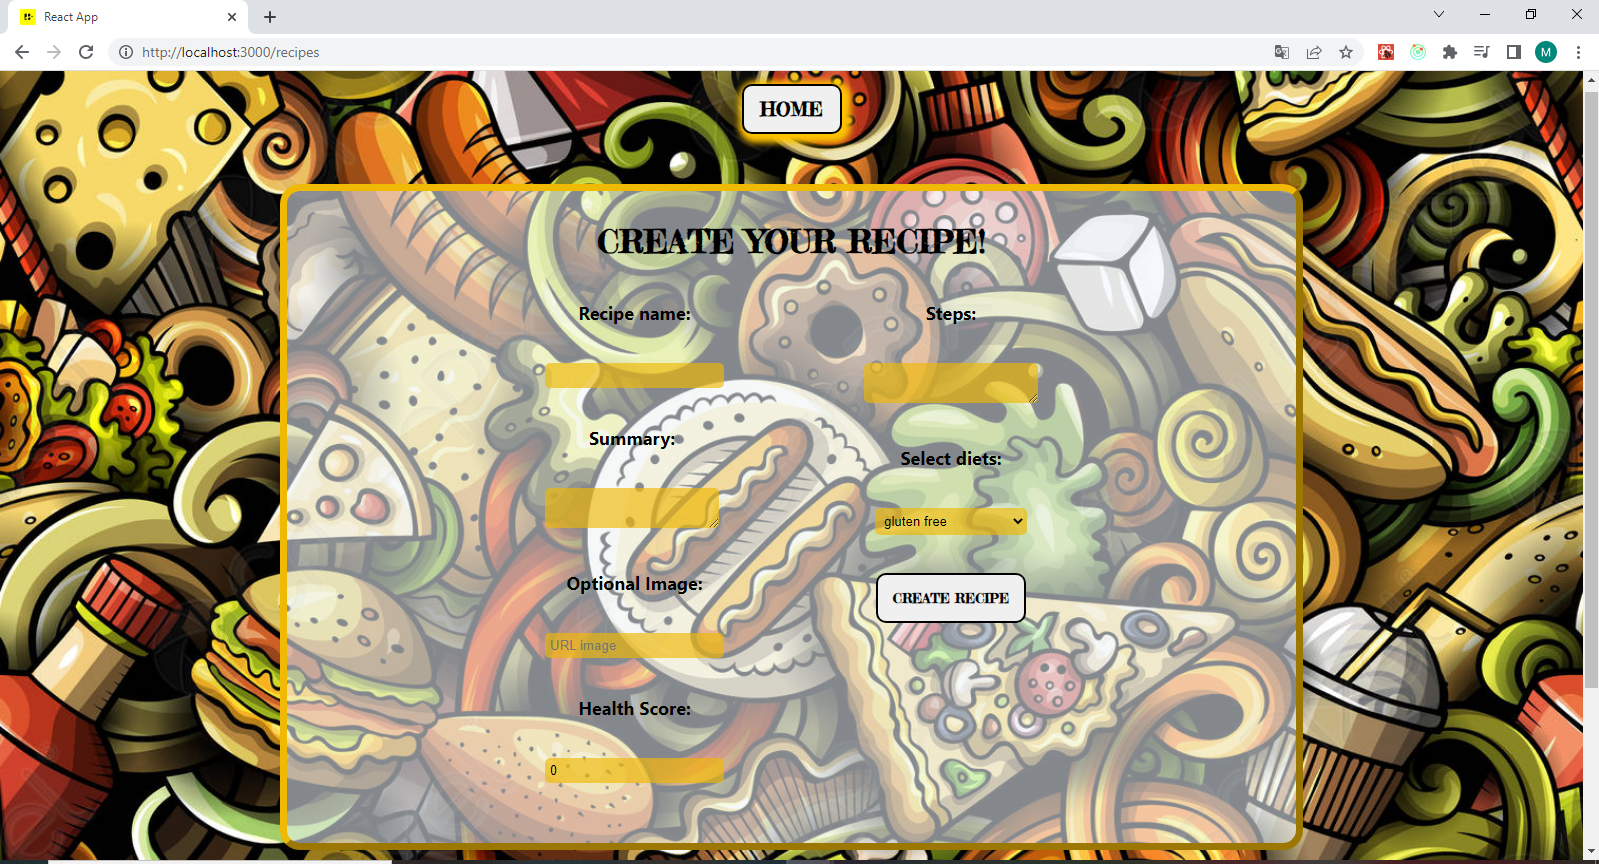 React App
http://localhost:3000/recipes
M
HOME
CREATE YOUR RECIPE!
Recipe name:
Summary:
Optional Image:
URL Image
Health Score:
0
Steps:
Select diets:
gluten free
CREATE RECIPE